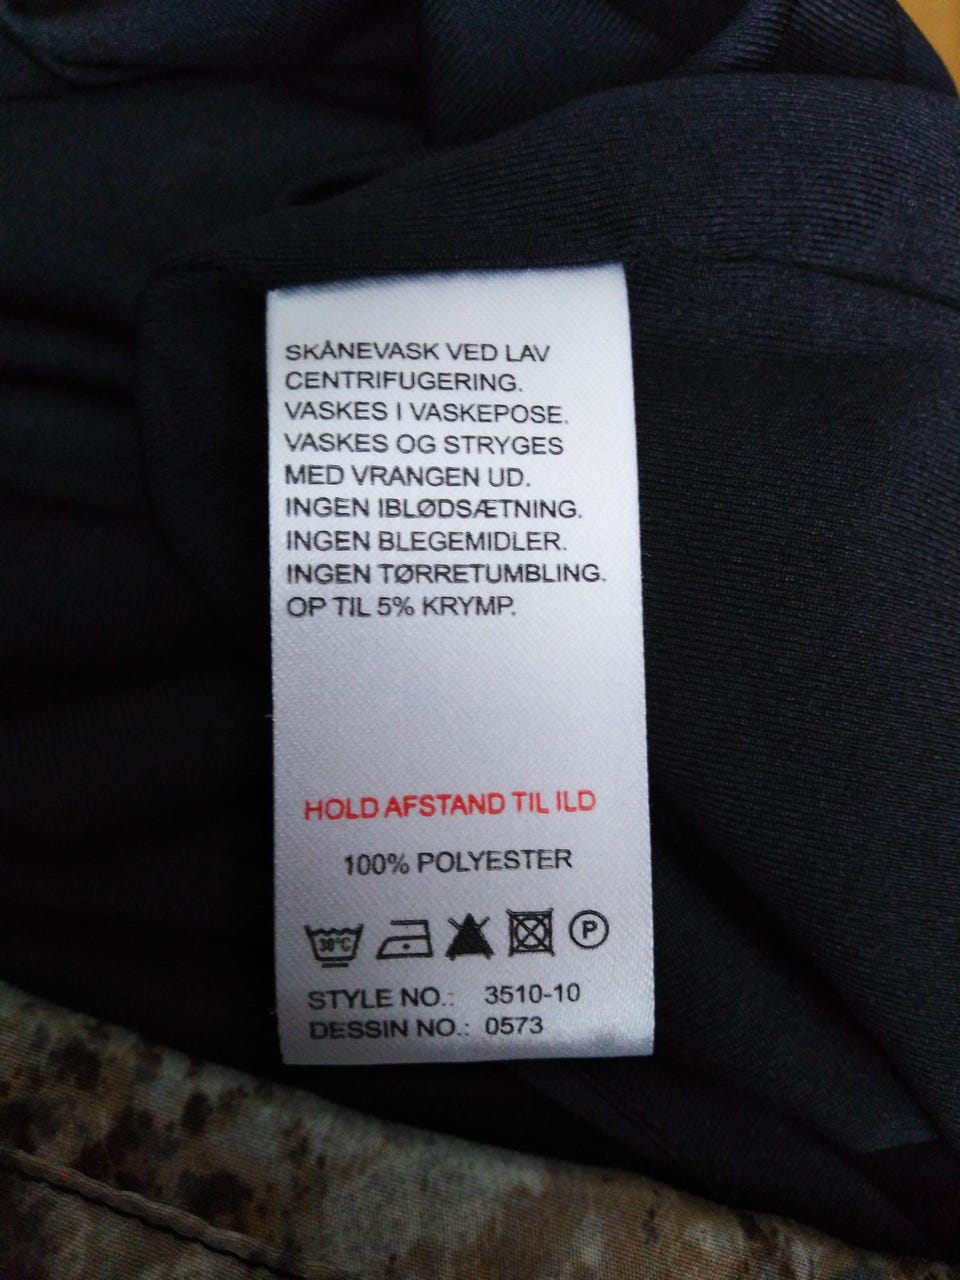 SKÅNEVASK VED LAV
CENTRIFUGERING.
VASKES I VASKEPOSE.
VASKES OG STRYGES
MED VRANGEN UD.
INGEN IBLØDSÆTNING.
INGEN BLEGEMIDLER.
INGEN TØRRETUMBLING.
OP TIL 5% KRYMP.
HOLD AFSTAND TIL ILD
100% POLYESTER
30°C P
STYLE NO.: 3510-10
DESSIN NO.: 0573